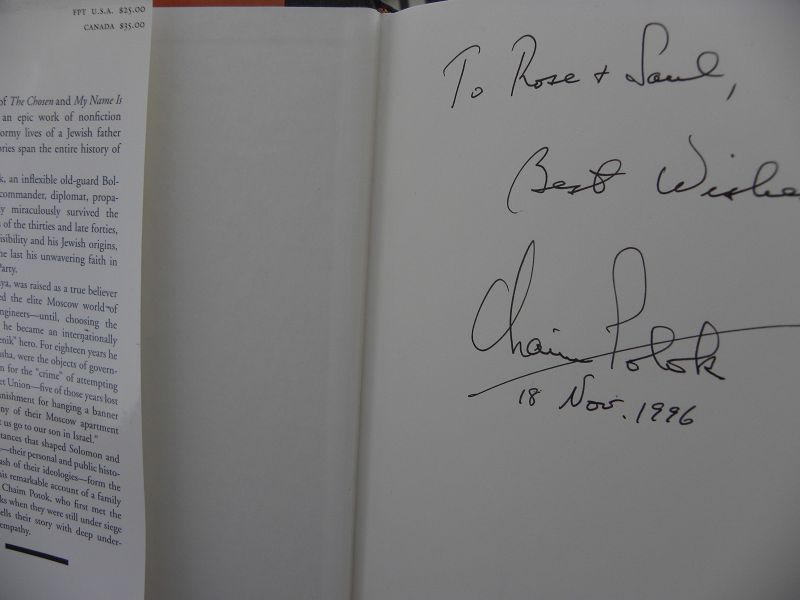 FPT U.S.A. $25.00
CANADA $35.00
of The Chosen and My Name Is
an epic work of nonfiction
ormy lives of a Jewish father
ories span the entire history of
k, an inflexible old-guard Bol-
commander, diplomat, propa-
y miraculously survived the
s of the thirties and late forties,
isibility and his Jewish origins,
he last his unwavering faith in
Party.
ya, was raised as a true believer
ed the elite Moscow world of
ngineers—until, choosing the
he became an internationally
enik" hero. For eighteen years he
sha, were the objects of govern-
n for the "crime" of attempting
et Union—five of those years lost
nishment for hanging a banner
ny of their Moscow apartment
t us go to our son in Israel."
tances that shaped Solomon and
—their personal and public histo-
ash of their ideologies—form the
his remarkable account of a family
Chaim Potok, who first met the
ks when they were still under siege
ells their story with deep under-
empathy.
To Rose + Saul,
Best Wishe
Chaim Potok
18 Nov. 1996